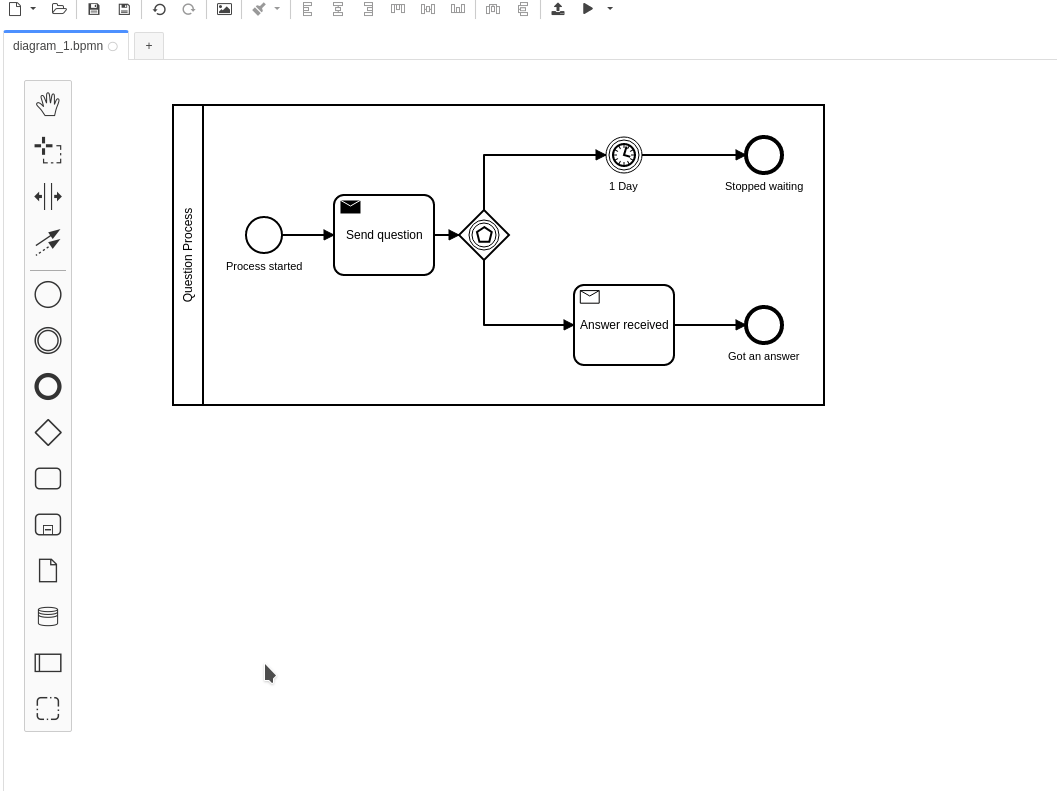 diagram_1.bpmn
+
Question Process
Process started
Send question
1 Day
Stopped waiting
Answer received
Got an answer